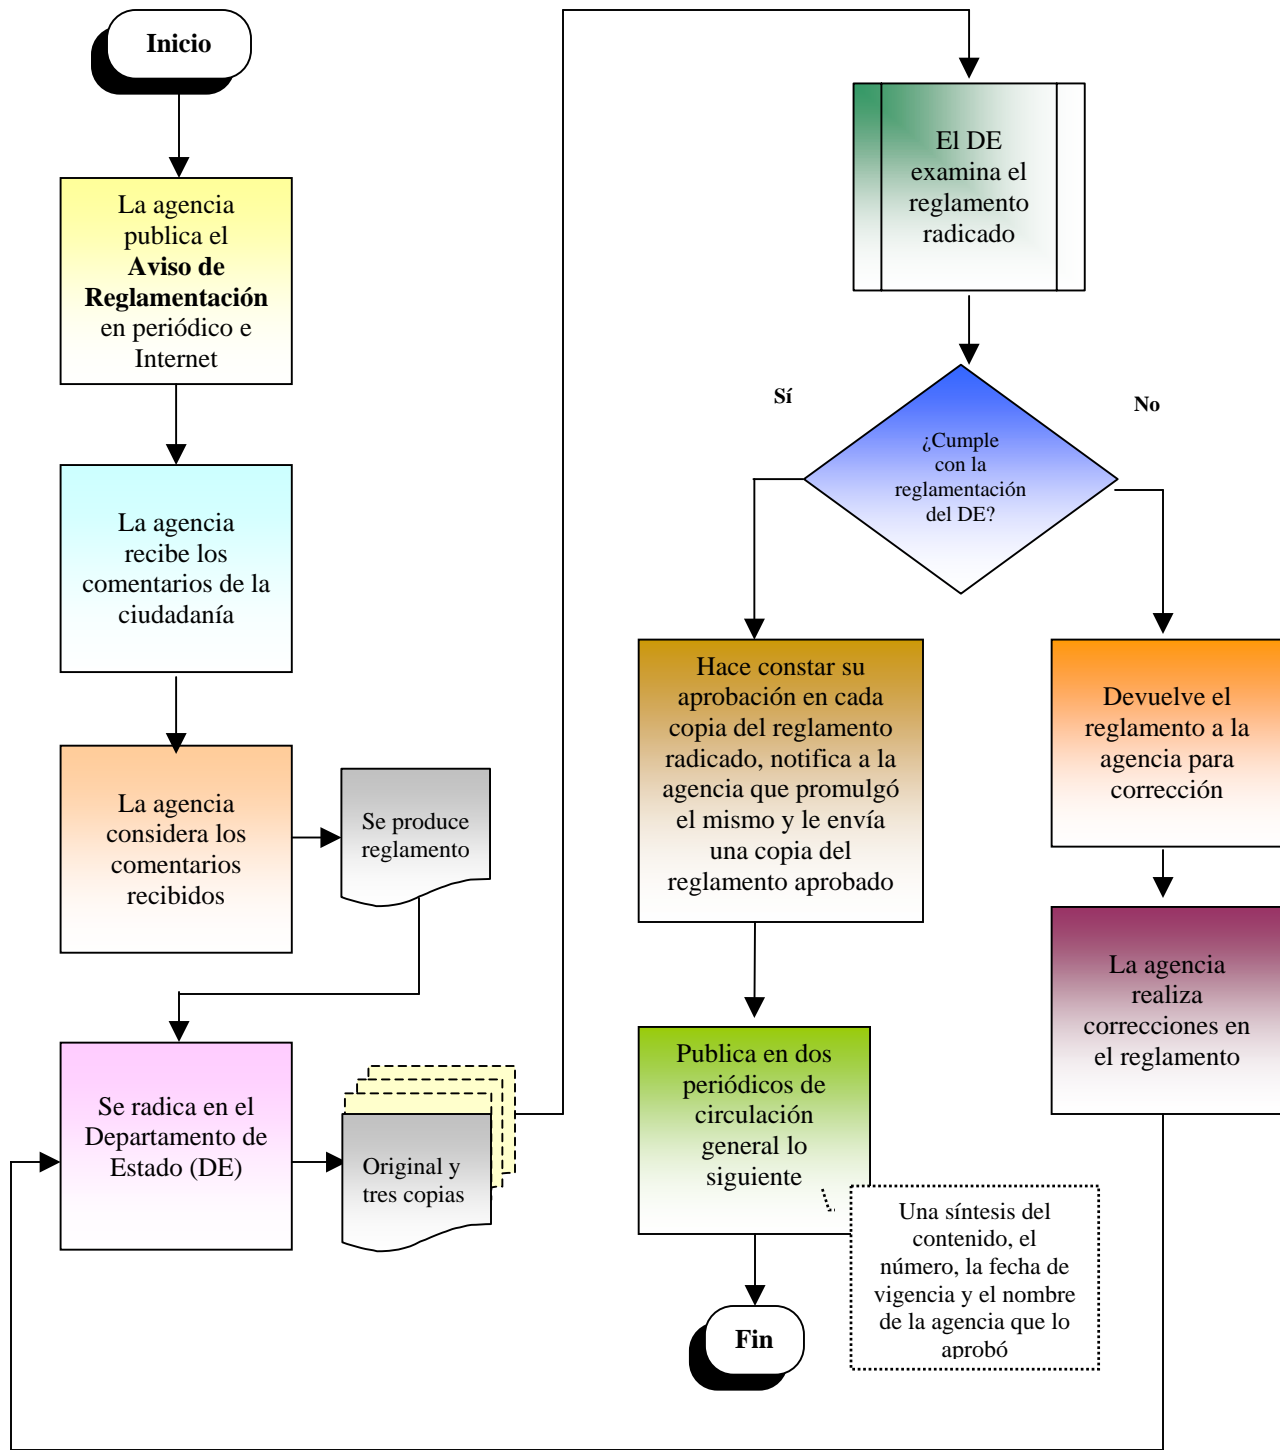 Inicio
La agencia
publica el
Aviso de
Reglamentación
en periódico e
Internet
La agencia
recibe los
comentarios de la
ciudadanía
La agencia
considera los
comentarios
recibidos
Se produce
reglamento
Se radica en el
Departamento de
Estado (DE)
Original y
tres copias
El DE
examina el
reglamento
radicado
¿Cumple
con la
reglamentación
del DE?
Sí
No
Hace constar su
aprobación en cada
copia del reglamento
radicado, notifica a la
agencia que promulgó
el mismo y le envía
una copia del
reglamento aprobado
Devuelve el
reglamento a la
agencia para
corrección
La agencia
realiza
correcciones en
el reglamento
Publica en dos
periódicos de
circulación
general lo
siguiente
Una síntesis del
contenido, el
número, la fecha de
vigencia y el nombre
de la agencia que lo
aprobó
Fin